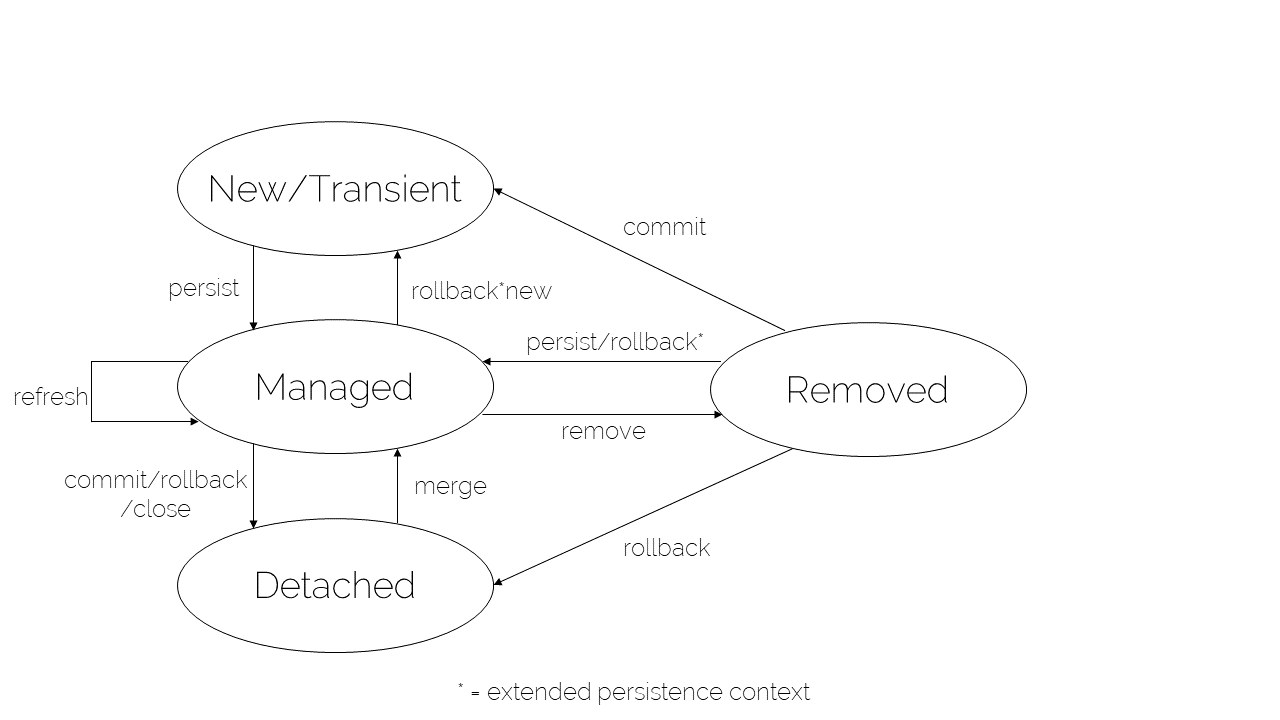 New/Transient
commit
persist
rollback*new
persist/rollback*
Managed
Removed
refresh
remove
commit/rollback
/close
merge
rollback
Detached
* = extended persistence context